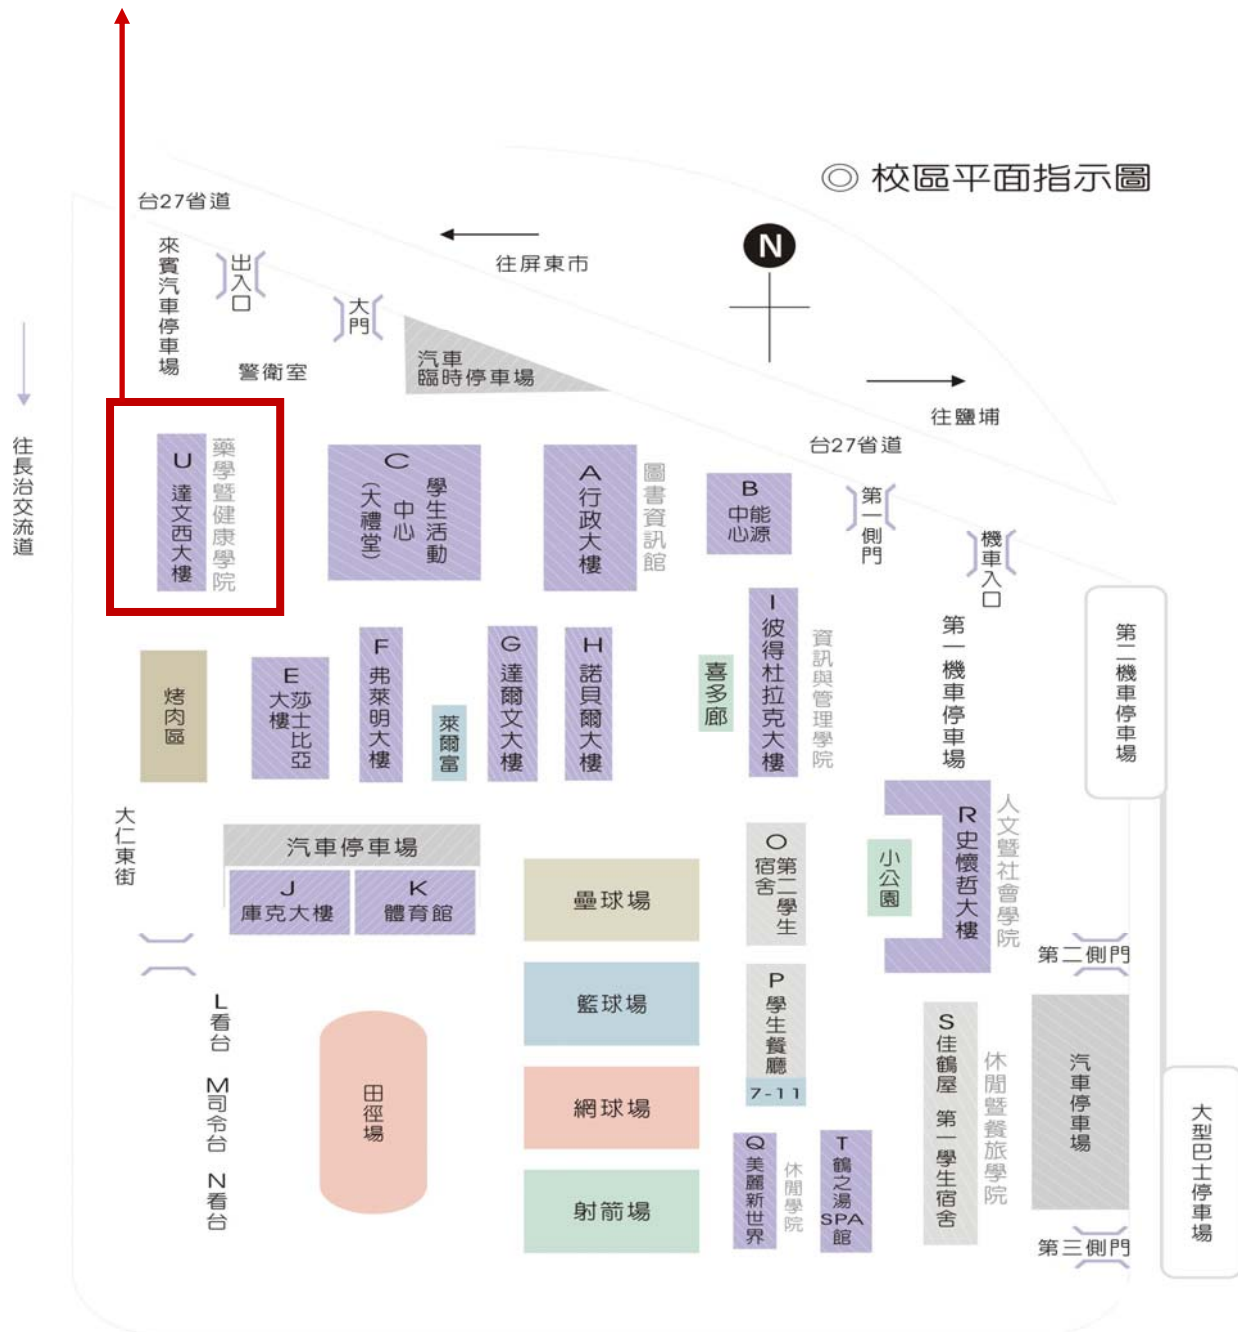 ◎ 校區平面指示圖
台27省道
來賓汽車停車場
出入口
大門
往屏東市
N
警衛室
汽車
臨時停車場
往鹽埔
台27省道
往長治交流道
U 達文西大樓
藥學暨健康學院
C
學生活動
中心
(大禮堂)
A
行政大樓
圖書資訊館
B
能源
中心
第一側門
機車入口
第二機車停車場
烤肉區
E
莎士比亞
大樓
F
弗萊明大樓
萊爾富
G
達爾文大樓
H
諾貝爾大樓
喜多廊
I
彼得杜拉克大樓
資訊與管理學院
第一機車停車場
大仁東街
汽車停車場
J
庫克大樓
K
體育館
壘球場
O
第二學生
宿舍
小公園
R
史懷哲大樓
人文暨社會學院
第二側門
L
看台
M
司令台
N
看台
田徑場
籃球場
網球場
射箭場
P
學生餐廳
7-11
Q
美麗新世界
休閒學院
T
鶴之湯
SPA
館
S
佳鶴屋 第一學生宿舍
休閒暨餐旅學院
汽車停車場
第三側門
大型巴士停車場